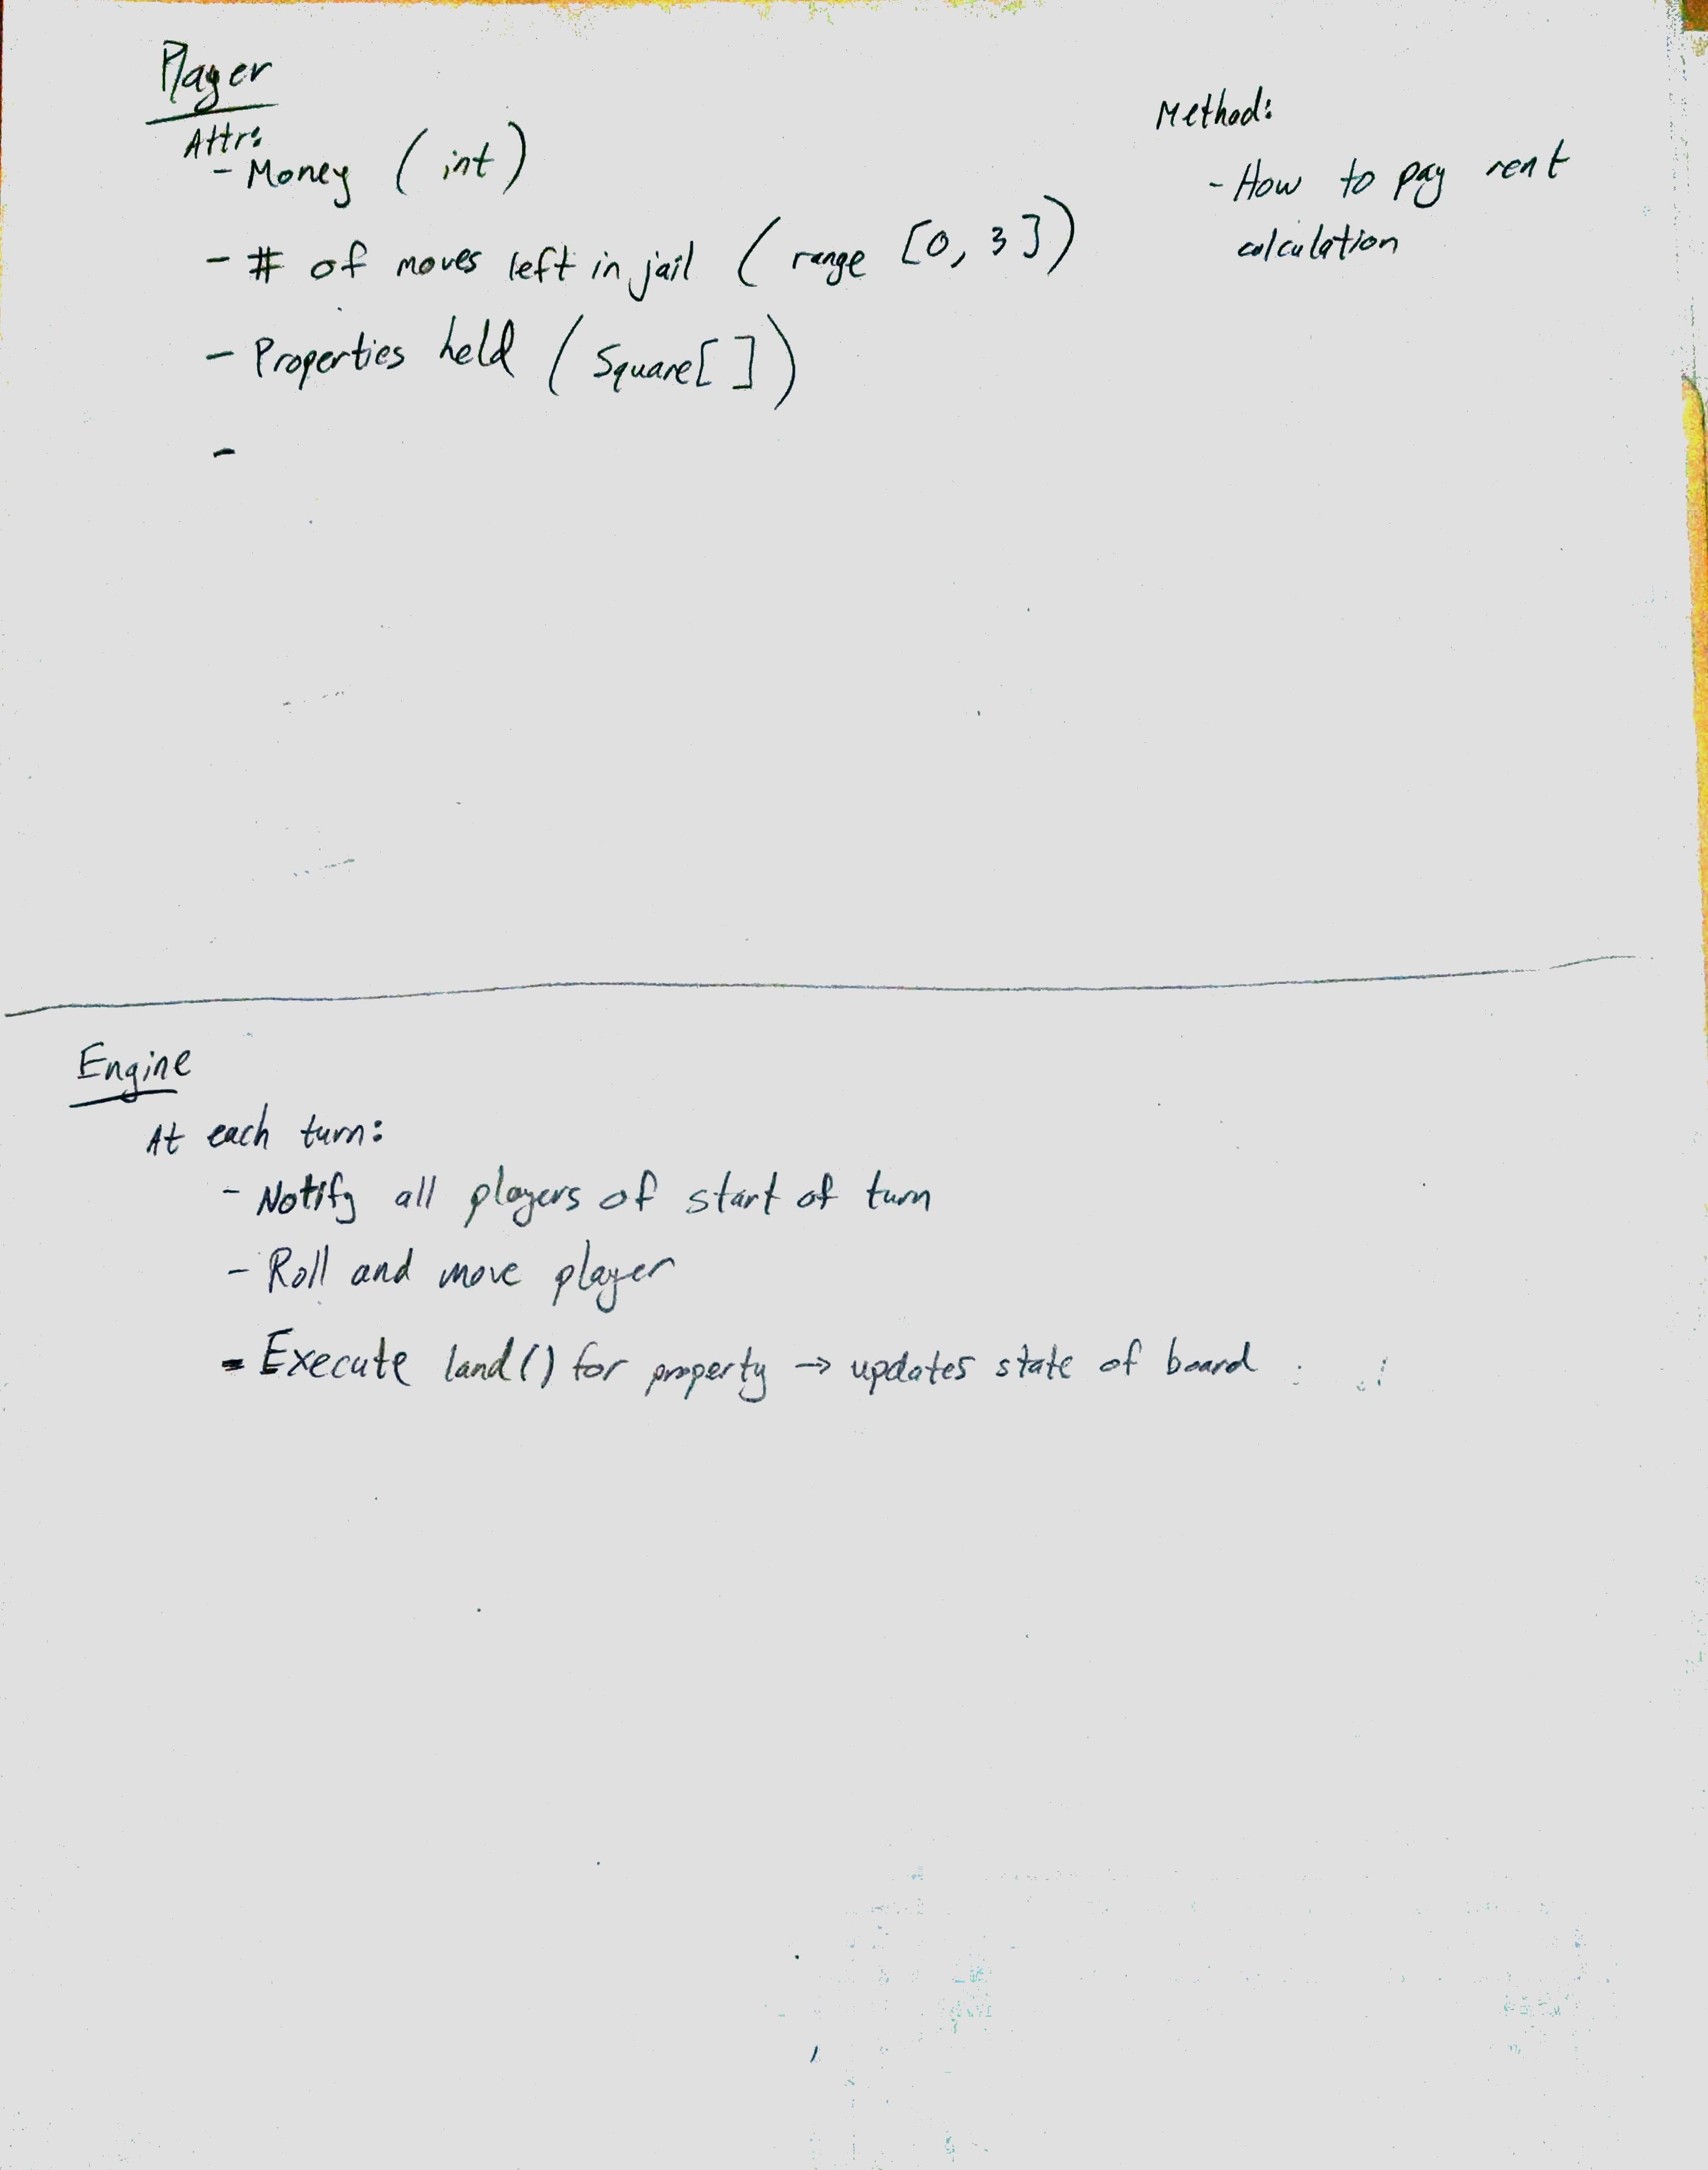 Player
Attr:
- Money (int)
- # of moves left in jail (range [0, 3])
- Properties held (Square[])
-
Method:
- How to pay rent
calculation
Engine
At each turn:
- Notify all players of start of turn
- Roll and move player
- Execute land() for property → updates state of board